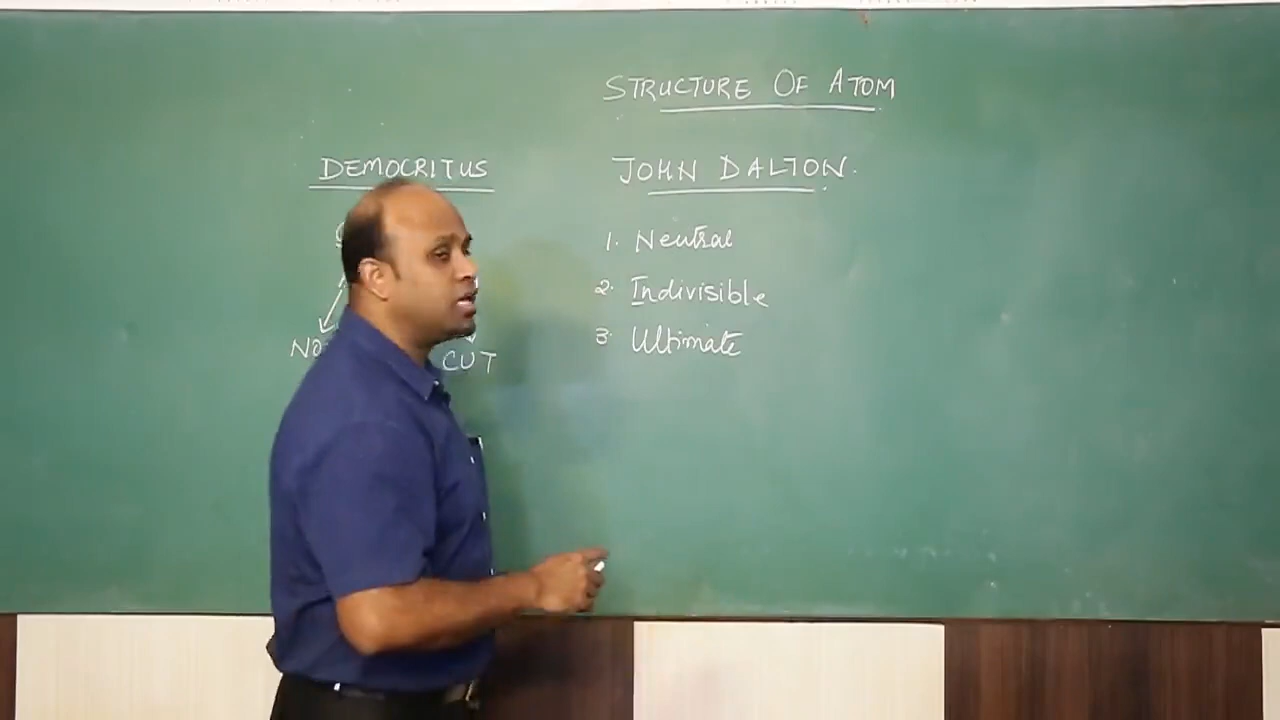 STRUCTURE OF ATOM
DEMOCRITUS
NO
CUT
JOHN DALTON.
1. Neutral
2. Indivisible
3. Ultimate